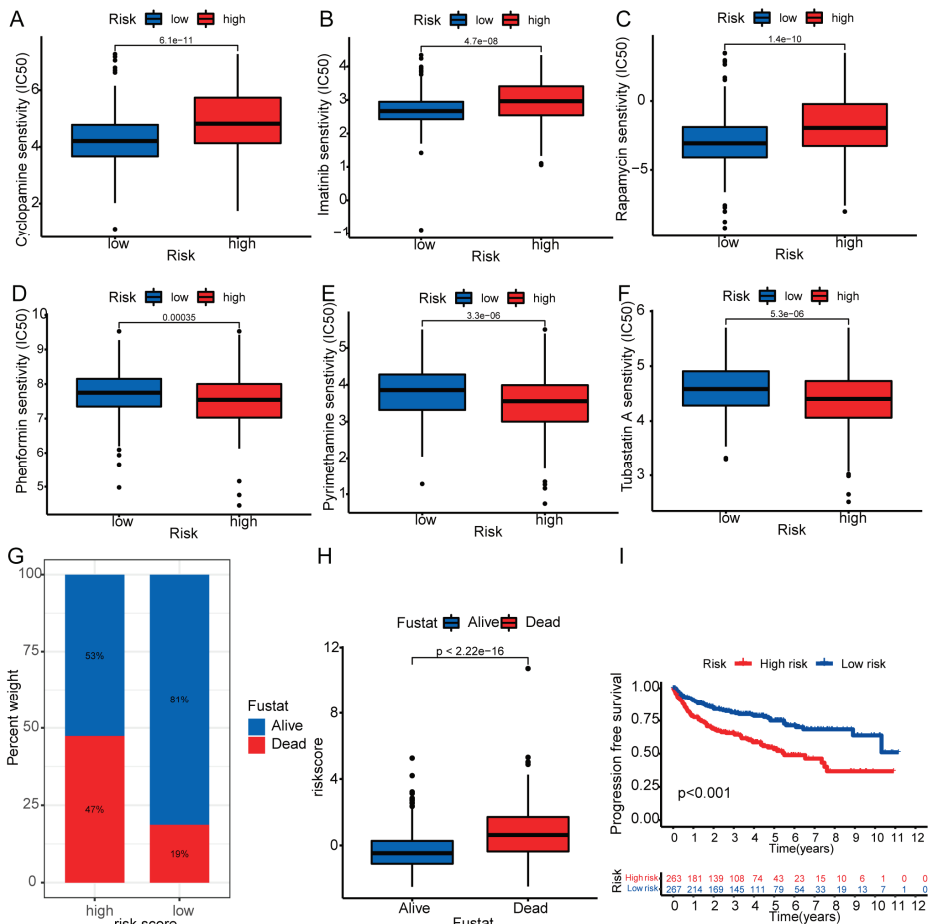 A
Risk low high
6.1e−11
Cyclopamine senstivity (IC50)
6
4
2
low high
Risk
B
Risk low high
4.7e−08
Imatinib senstivity (IC50)
4
3
2
1
0
−1
low high
Risk
C
Risk low high
1.4e−10
Rapamycin senstivity (IC50)
0
−5
low high
Risk
D
Risk low high
0.00035
Phenformin senstivity (IC50)
10
9
8
7
6
5
low high
Risk
E
Risk low high
3.3e−06
Pyrimethamine senstivity (IC50)
5
4
3
2
1
low high
Risk
F
Risk low high
5.3e−06
Tubastatin A senstivity (IC50)
6
5
4
3
low high
Risk
G
Percent weight
100
75
50
25
0
53%
47%
81%
19%
high low
risk score
Fustat
Alive
Dead
H
Fustat Alive Dead
p < 2.22e−16
riskscore
12
8
4
0
Alive Dead
Fustat
I
Risk High risk Low risk
Progression free survival
1.00
0.75
0.50
0.25
0.00
p<0.001
0 1 2 3 4 5 6 7 8 9 10 11 12
Time(years)
Risk
High risk 263 181 139 108 74 43 23 15 10 6 1 0 0
Low risk 267 214 169 145 111 79 54 33 19 13 7 1 0
0 1 2 3 4 5 6 7 8 9 10 11 12
Time(years)